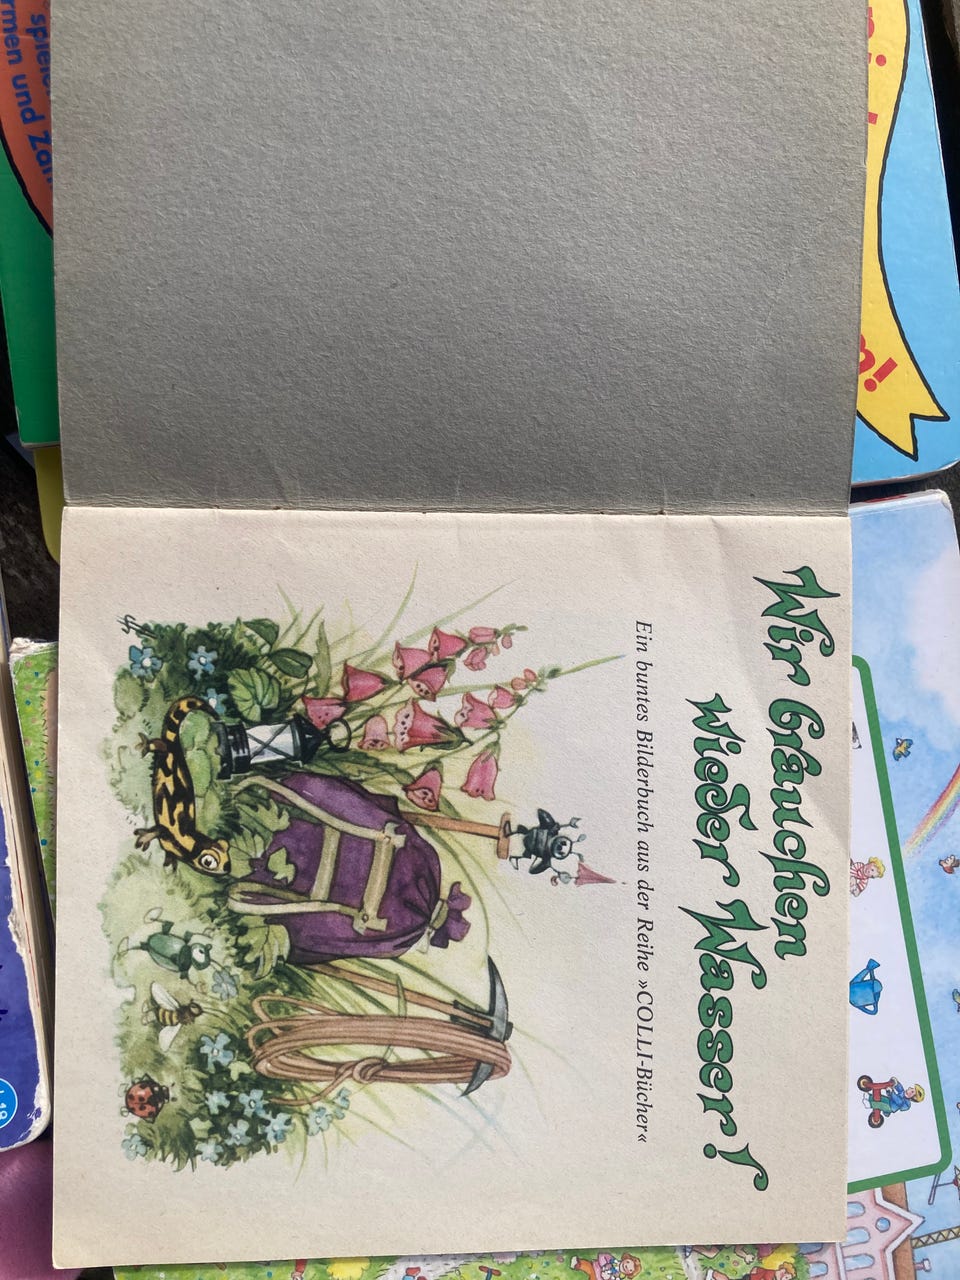 Wir brauchen
wieder Wasser!
Ein buntes Bilderbuch aus der Reihe »COLLI-Bücher«